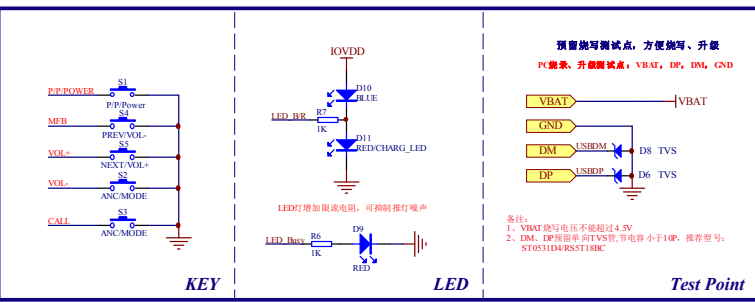 S1
P/P/POWER
P/P/Power
S4
MFB
PREV/VOL-
S5
VOL+
NEXT/VOL+
S2
VOL-
ANC/MODE
S3
CALL
ANC/MODE
KEY
IOVDD
D10
BLUE
LED_B/R
R7
1K
D11
RED/CHARG_LED
LED灯增加限流电阻，可抑制推灯噪声
LED_Busy
R6
1K
D9
RED
LED
预留烧写测试点，方便烧写、升级
PC烧录、升级测试点：VBAT，DP，DM，GND
VBAT
VBAT
GND
DM
USBDM
D8 TVS
DP
USBDP
D6 TVS
备注：
1、VBAT烧写电压不能超过4.5V
2、DM、DP预留单向TVS管,节电容小于10P，推荐型号：
ST0531D4/RS5T18BC
Test Point